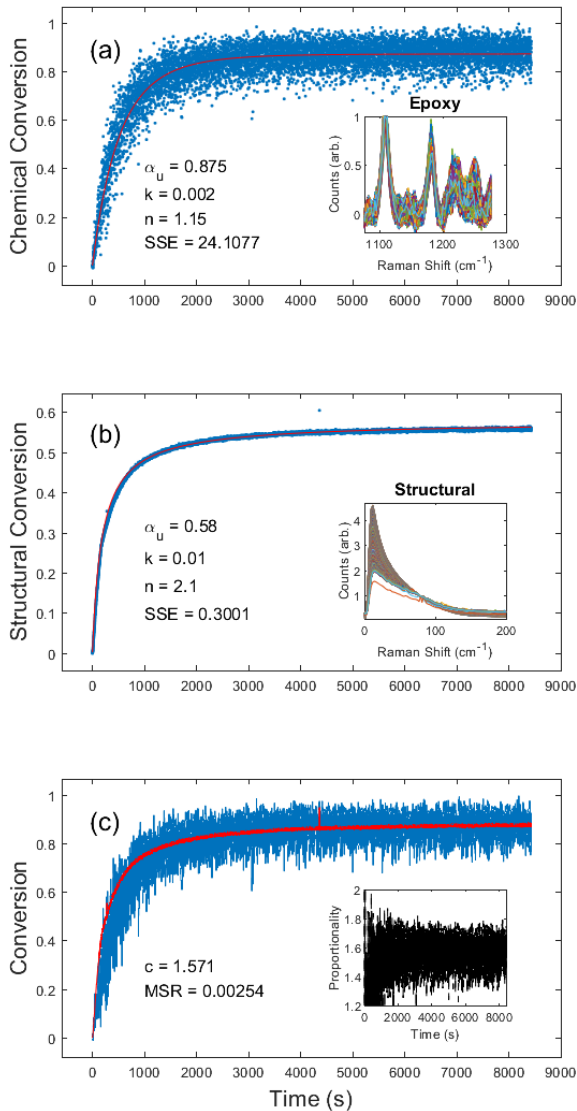 (a)
Chemical Conversion
1
0.8
0.6
0.4
0.2
0
α_u = 0.875
k = 0.002
n = 1.15
SSE = 24.1077
Epoxy
Counts (arb.)
1
0.5
0
1100 1200 1300
Raman Shift (cm⁻¹)
0 1000 2000 3000 4000 5000 6000 7000 8000 9000
(b)
Structural Conversion
0.6
0.5
0.4
0.3
0.2
0.1
0
α_u = 0.58
k = 0.01
n = 2.1
SSE = 0.3001
Structural
Counts (arb.)
4
3
2
1
0
0 100 200
Raman Shift (cm⁻¹)
0 1000 2000 3000 4000 5000 6000 7000 8000 9000
(c)
Conversion
1
0.8
0.6
0.4
0.2
0
c = 1.571
MSR = 0.00254
Proportionality
2
1.8
1.6
1.4
1.2
0 2000 4000 6000 8000
Time (s)
0 1000 2000 3000 4000 5000 6000 7000 8000 9000
Time (s)